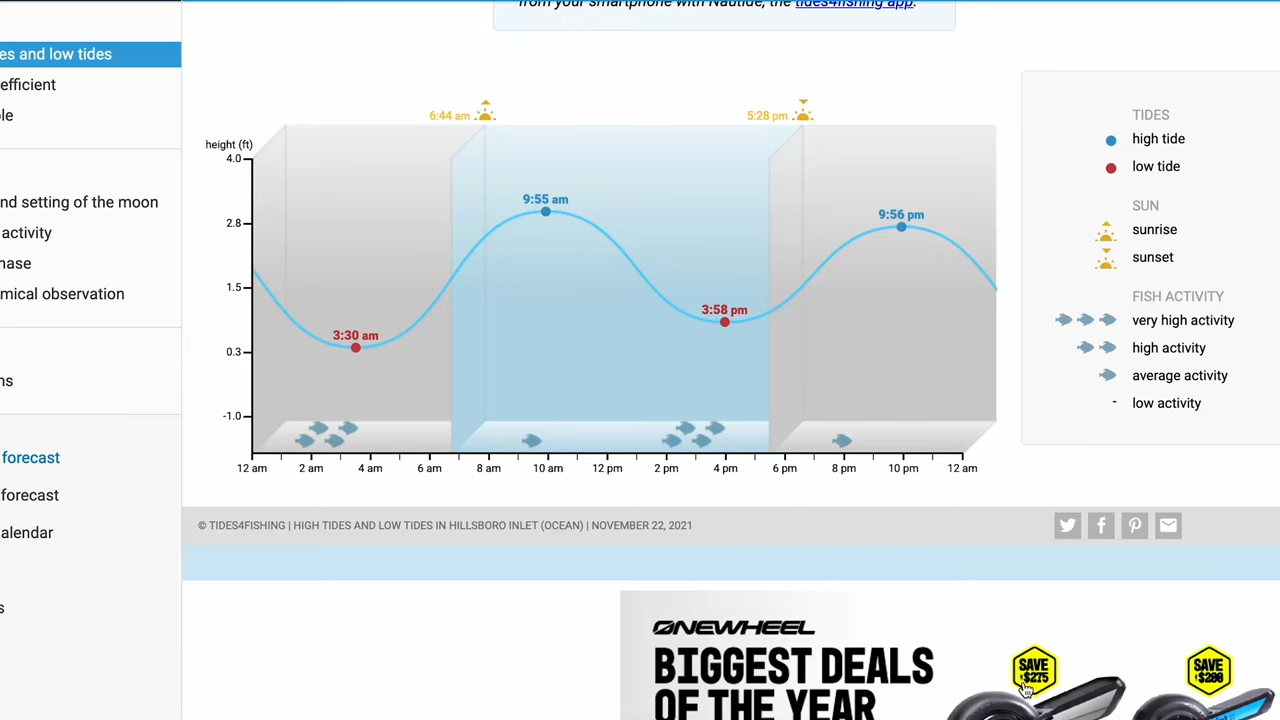 from your smartphone with Nautide, the tides4fishing app.
es and low tides
efficient
le
nd setting of the moon
activity
hase
mical observation
ns
forecast
forecast
alendar
s
6:44 am
5:28 pm
height (ft)
4.0
2.8
1.5
0.3
-1.0
9:55 am
9:56 pm
3:30 am
3:58 pm
12 am 2 am 4 am 6 am 8 am 10 am 12 pm 2 pm 4 pm 6 pm 8 pm 10 pm 12 am
TIDES
high tide
low tide
SUN
sunrise
sunset
FISH ACTIVITY
very high activity
high activity
average activity
- low activity
© TIDES4FISHING | HIGH TIDES AND LOW TIDES IN HILLSBORO INLET (OCEAN) | NOVEMBER 22, 2021
ONEWHEEL
BIGGEST DEALS
OF THE YEAR
SAVE
$275
SAVE
$200